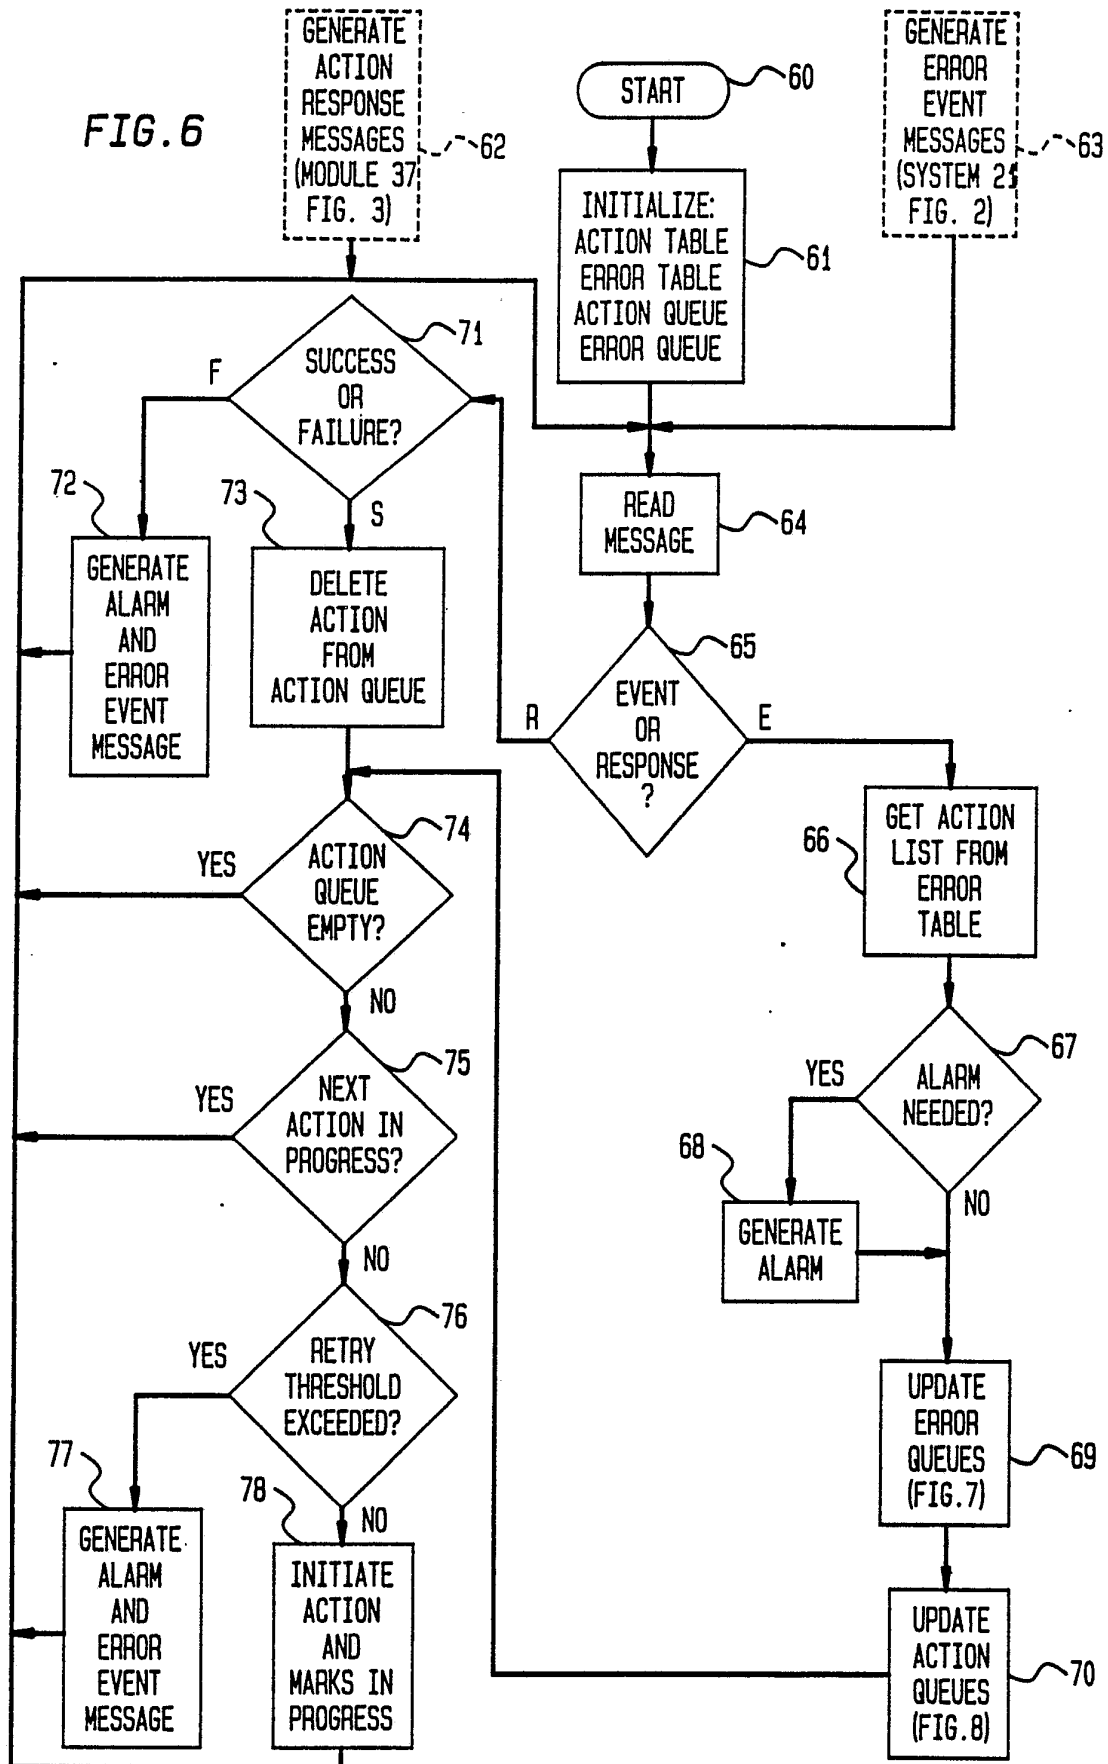 FIG.6
GENERATE
ACTION
RESPONSE
MESSAGES
(MODULE 37
FIG. 3)
62
START
60
GENERATE
ERROR
EVENT
MESSAGES
(SYSTEM 21
FIG. 2)
63
INITIALIZE:
ACTION TABLE
ERROR TABLE
ACTION QUEUE
ERROR QUEUE
61
SUCCESS
OR
FAILURE?
71
F
S
READ
MESSAGE
64
72
GENERATE
ALARM
AND
ERROR
EVENT
MESSAGE
73
DELETE
ACTION
FROM
ACTION QUEUE
EVENT
OR
RESPONSE
?
65
R
E
66
GET ACTION
LIST FROM
ERROR
TABLE
ACTION
QUEUE
EMPTY?
74
YES
NO
NEXT
ACTION IN
PROGRESS?
75
YES
NO
ALARM
NEEDED?
67
YES
NO
68
GENERATE
ALARM
RETRY
THRESHOLD
EXCEEDED?
76
YES
NO
UPDATE
ERROR
QUEUES
(FIG.7)
69
77
GENERATE
ALARM
AND
ERROR
EVENT
MESSAGE
78
INITIATE
ACTION
AND
MARKS IN
PROGRESS
UPDATE
ACTION
QUEUES
(FIG.8)
70